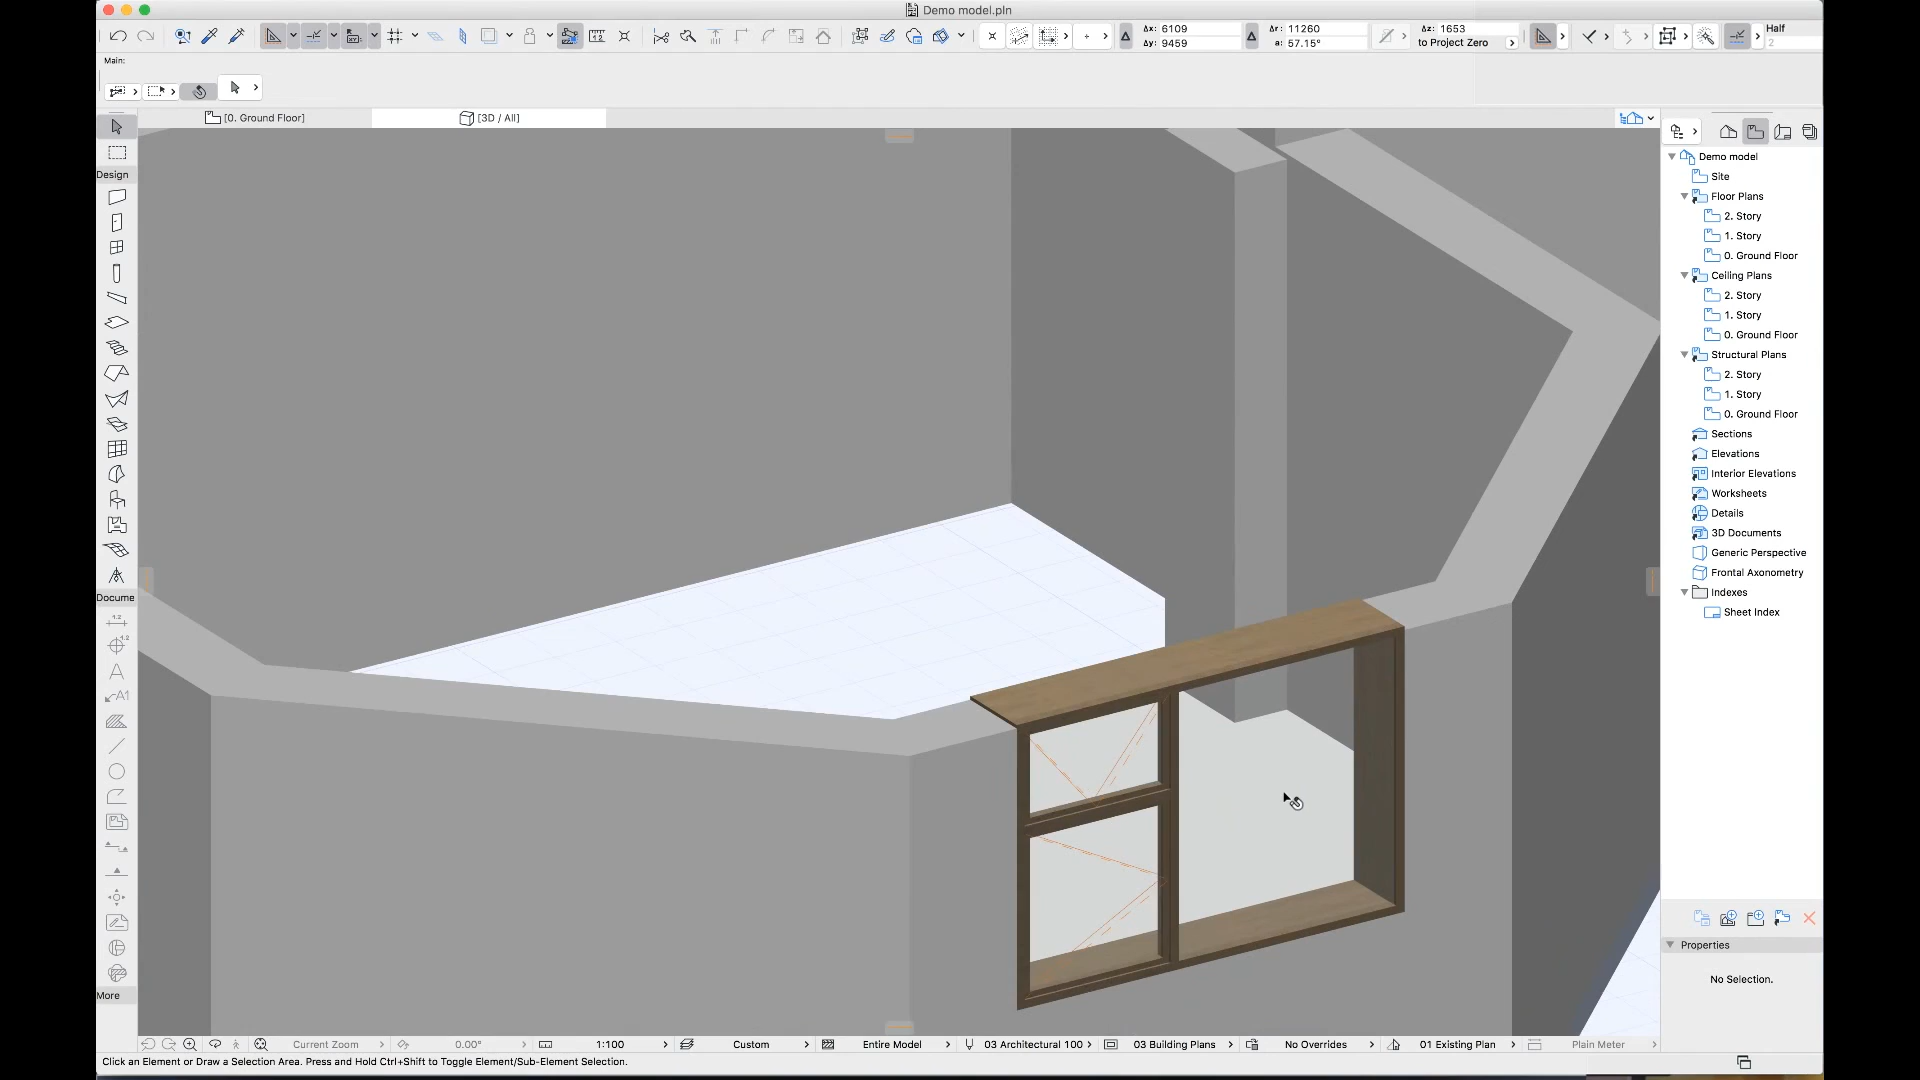 Demo model.pln
Δx: 6109
Δy: 9459
Δr: 11260
a: 57.15°
Δz: 1653
to Project Zero
Half
2
Main:
[0. Ground Floor]
[3D / All]
Design
Docume
1.2
1.2
A
A1
More
Demo model
Site
Floor Plans
2. Story
1. Story
0. Ground Floor
Ceiling Plans
2. Story
1. Story
0. Ground Floor
Structural Plans
2. Story
1. Story
0. Ground Floor
Sections
Elevations
Interior Elevations
Worksheets
Details
3D Documents
Generic Perspective
Frontal Axonometry
Indexes
Sheet Index
Properties
No Selection.
Current Zoom
0.00°
1:100
Custom
Entire Model
03 Architectural 100
03 Building Plans
No Overrides
01 Existing Plan
Plain Meter
Click an Element or Draw a Selection Area. Press and Hold Ctrl+Shift to Toggle Element/Sub-Element Selection.